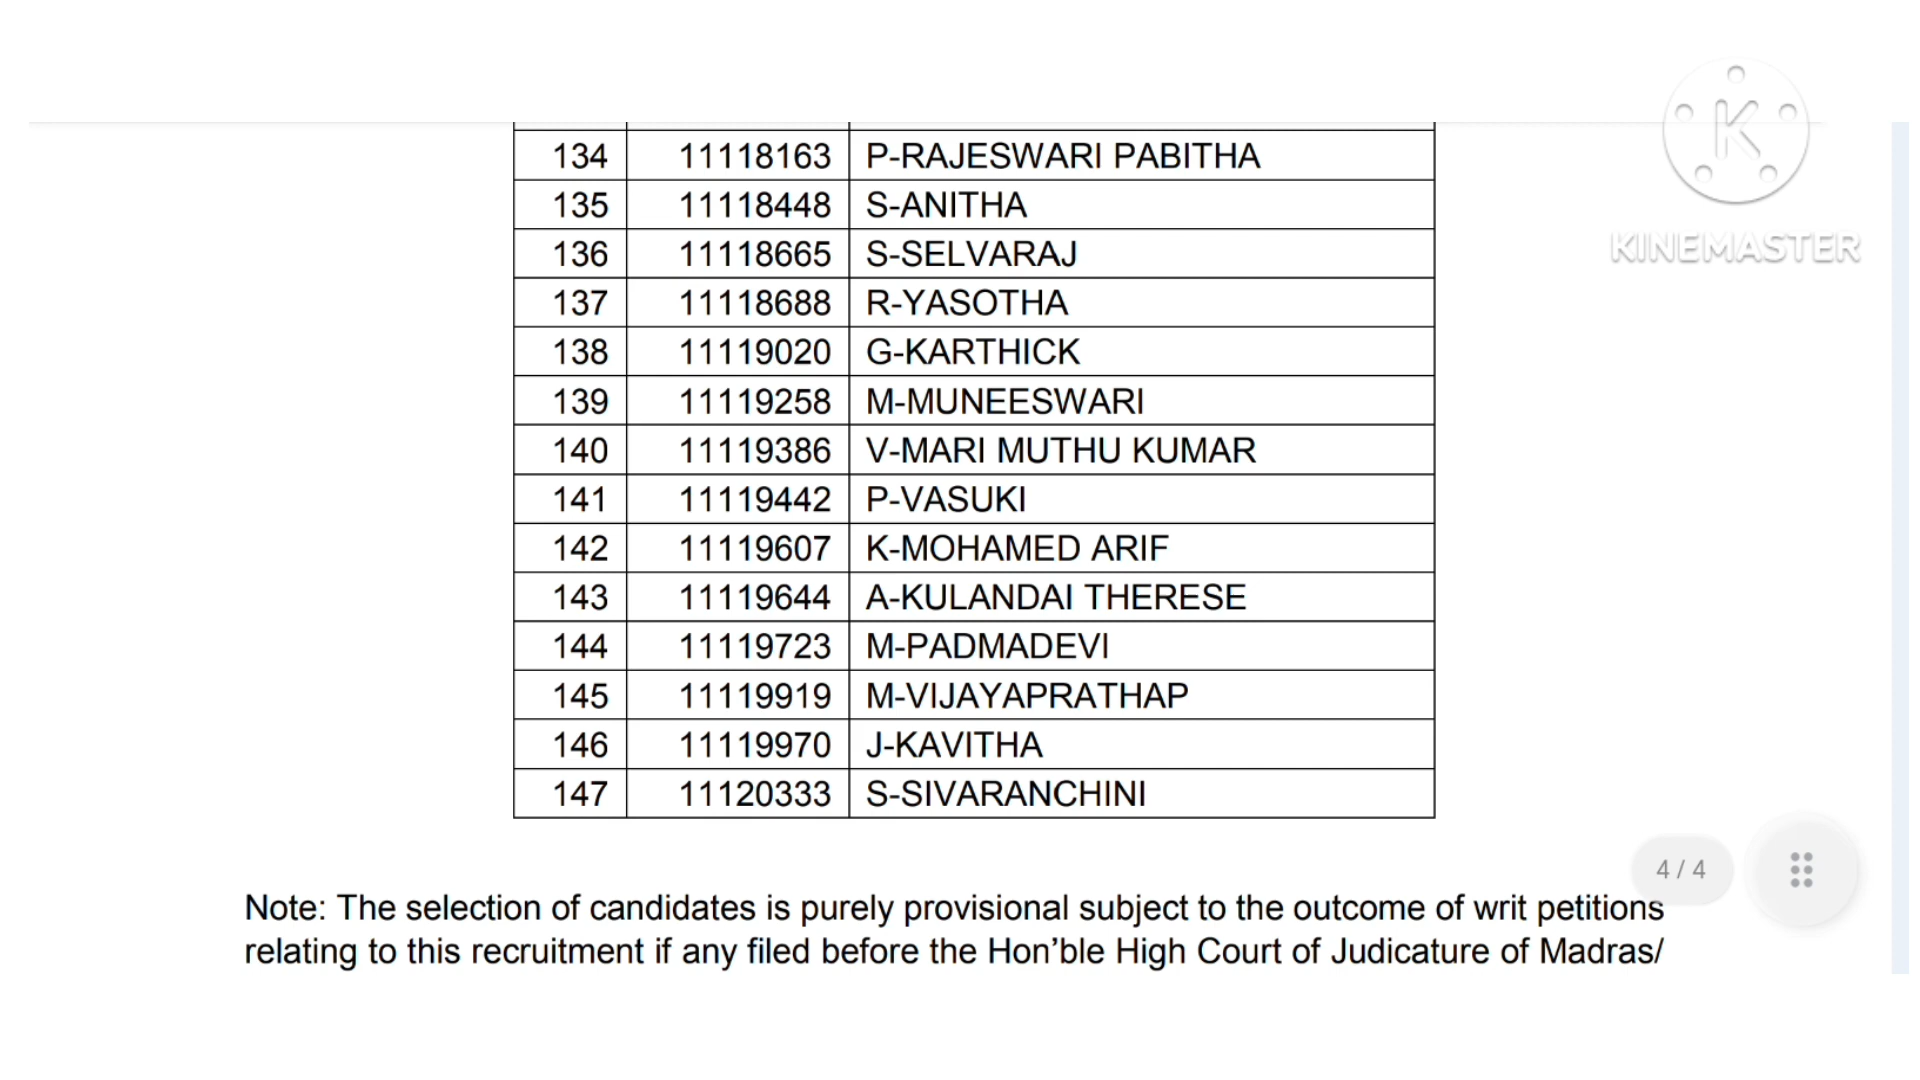 134 11118163 P-RAJESWARI PABITHA
135 11118448 S-ANITHA
136 11118665 S-SELVARAJ
137 11118688 R-YASOTHA
138 11119020 G-KARTHICK
139 11119258 M-MUNEESWARI
140 11119386 V-MARI MUTHU KUMAR
141 11119442 P-VASUKI
142 11119607 K-MOHAMED ARIF
143 11119644 A-KULANDAI THERESE
144 11119723 M-PADMADEVI
145 11119919 M-VIJAYAPRATHAP
146 11119970 J-KAVITHA
147 11120333 S-SIVARANCHINI
K
KINEMASTER
4 / 4
Note: The selection of candidates is purely provisional subject to the outcome of writ petitions
relating to this recruitment if any filed before the Hon’ble High Court of Judicature of Madras/